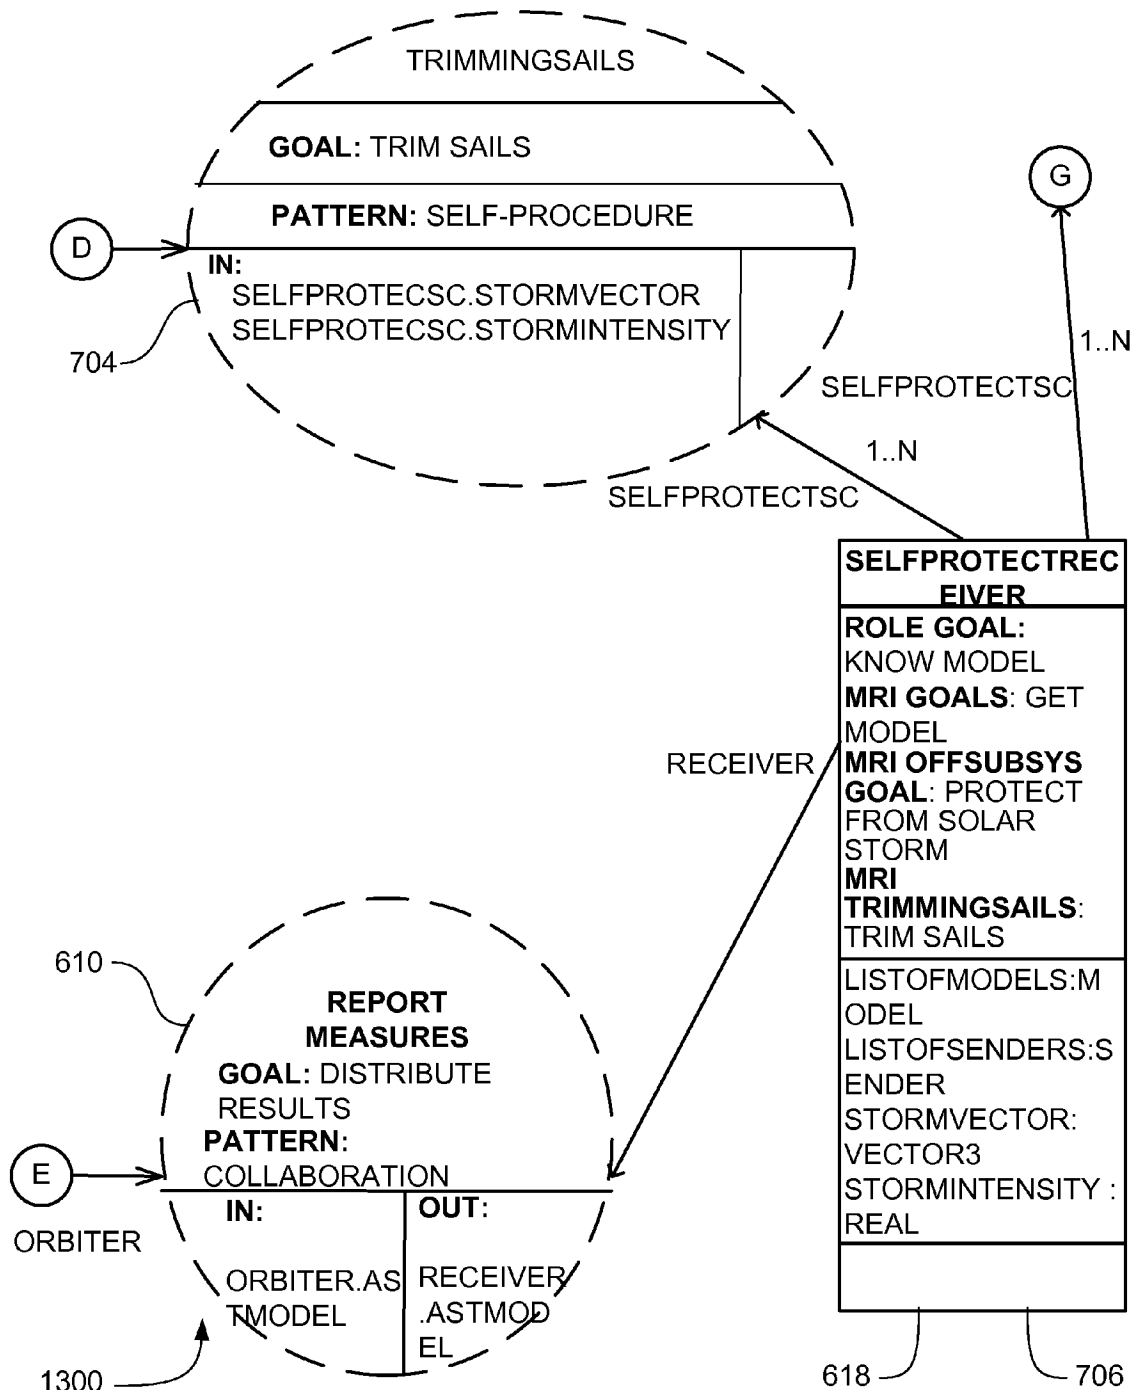 TRIMMINGSAILS
GOAL: TRIM SAILS
PATTERN: SELF-PROCEDURE
D
IN:
SELFPROTECSC.STORMVECTOR
SELFPROTECSC.STORMINTENSITY
704
G
1..N
SELFPROTECTSC
1..N
SELFPROTECTSC
SELFPROTECTREC
EIVER
ROLE GOAL:
KNOW MODEL
MRI GOALS: GET
MODEL
MRI OFFSUBSYS
GOAL: PROTECT
FROM SOLAR
STORM
MRI
TRIMMINGSAILS:
TRIM SAILS
LISTOFMODELS:M
ODEL
LISTOFSENDERS:S
ENDER
STORMVECTOR:
VECTOR3
STORMINTENSITY :
REAL
618
706
RECEIVER
610
REPORT
MEASURES
GOAL: DISTRIBUTE
RESULTS
PATTERN:
COLLABORATION
E
ORBITER
IN:
ORBITER.AS
TMODEL
OUT:
RECEIVER
.ASTMOD
EL
1300